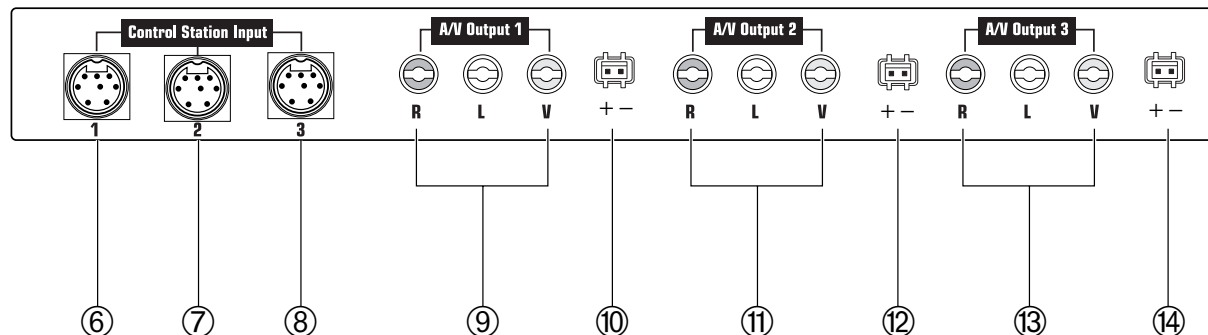 Control Station Input A/V Output 1 A/V Output 2 A/V Output 3
R L V + − R L V + − R L V + −
1 2 3
⑥ ⑦ ⑧ ⑨ ⑩ ⑪ ⑫ ⑬ ⑭